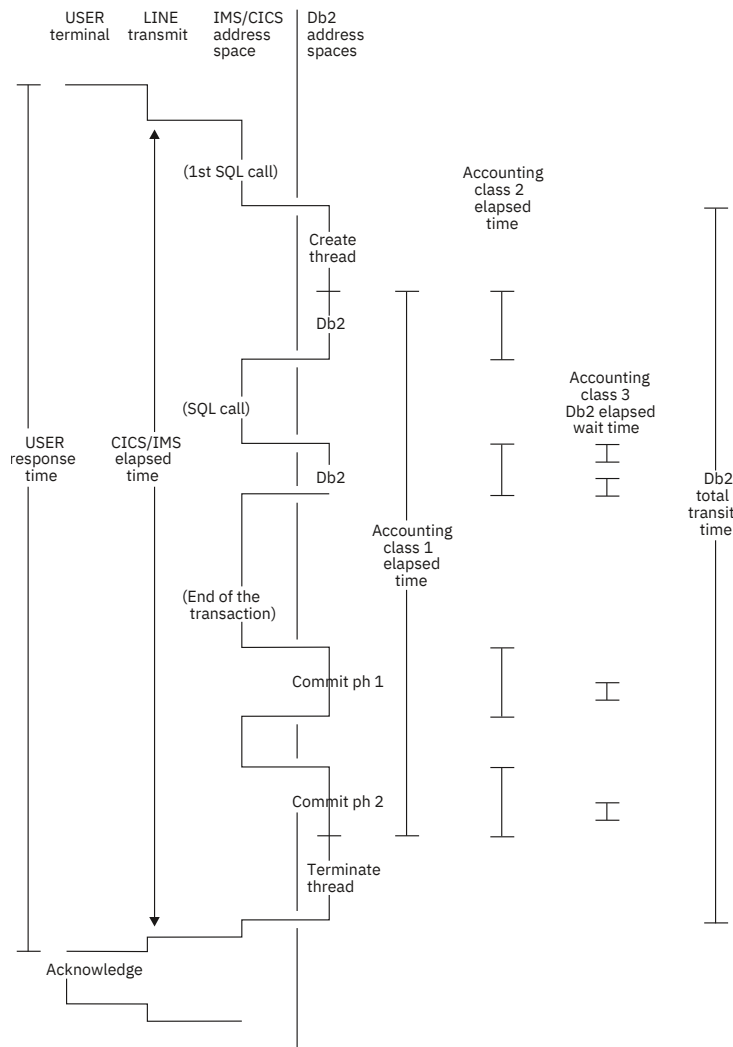 USER
terminal
LINE
transmit
IMS/CICS
address
space
Db2
address
spaces
(1st SQL call)
Accounting
class 2
elapsed
time
Create
thread
Db2
Accounting
class 3
Db2 elapsed
wait time
(SQL call)
USER
response
time
CICS/IMS
elapsed
time
Db2
Db2
total
transit
time
Accounting
class 1
elapsed
time
(End of the
transaction)
Commit ph 1
Commit ph 2
Terminate
thread
Acknowledge